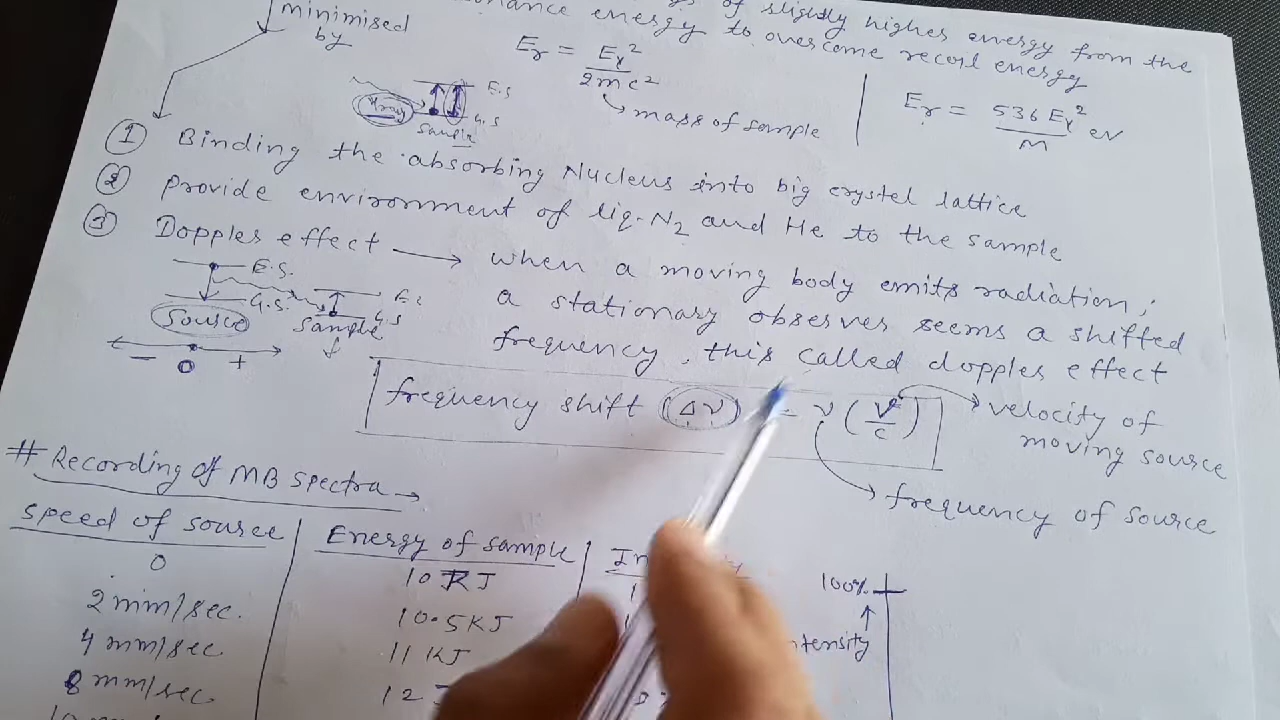 of slightly higher energy from the
energy to overcome recoil energy
minimised
by
Er = Eγ² / 2mc²
mass of sample
Er = 536 Eγ² / M ev
E.S
G.S
sample
① Binding the absorbing Nucleus into big crystel lattice
② Provide environment of liq-N₂ and He to the sample
③ Dopples effect → when a moving body emits radiation;
a stationary observer seems a shifted
frequency, this called dopples effect
E.S.
G.S.
G.S
Source
sample
− 0 +
frequency shift (Δν) = ν (V/c)
velocity of
moving source
frequency of source
# Recording of MB spectra →
speed of source
Energy of sample
0
10 KJ
100%
2 mm/sec.
10.5 KJ
4 mm/sec
11 KJ
8 mm/sec.
12